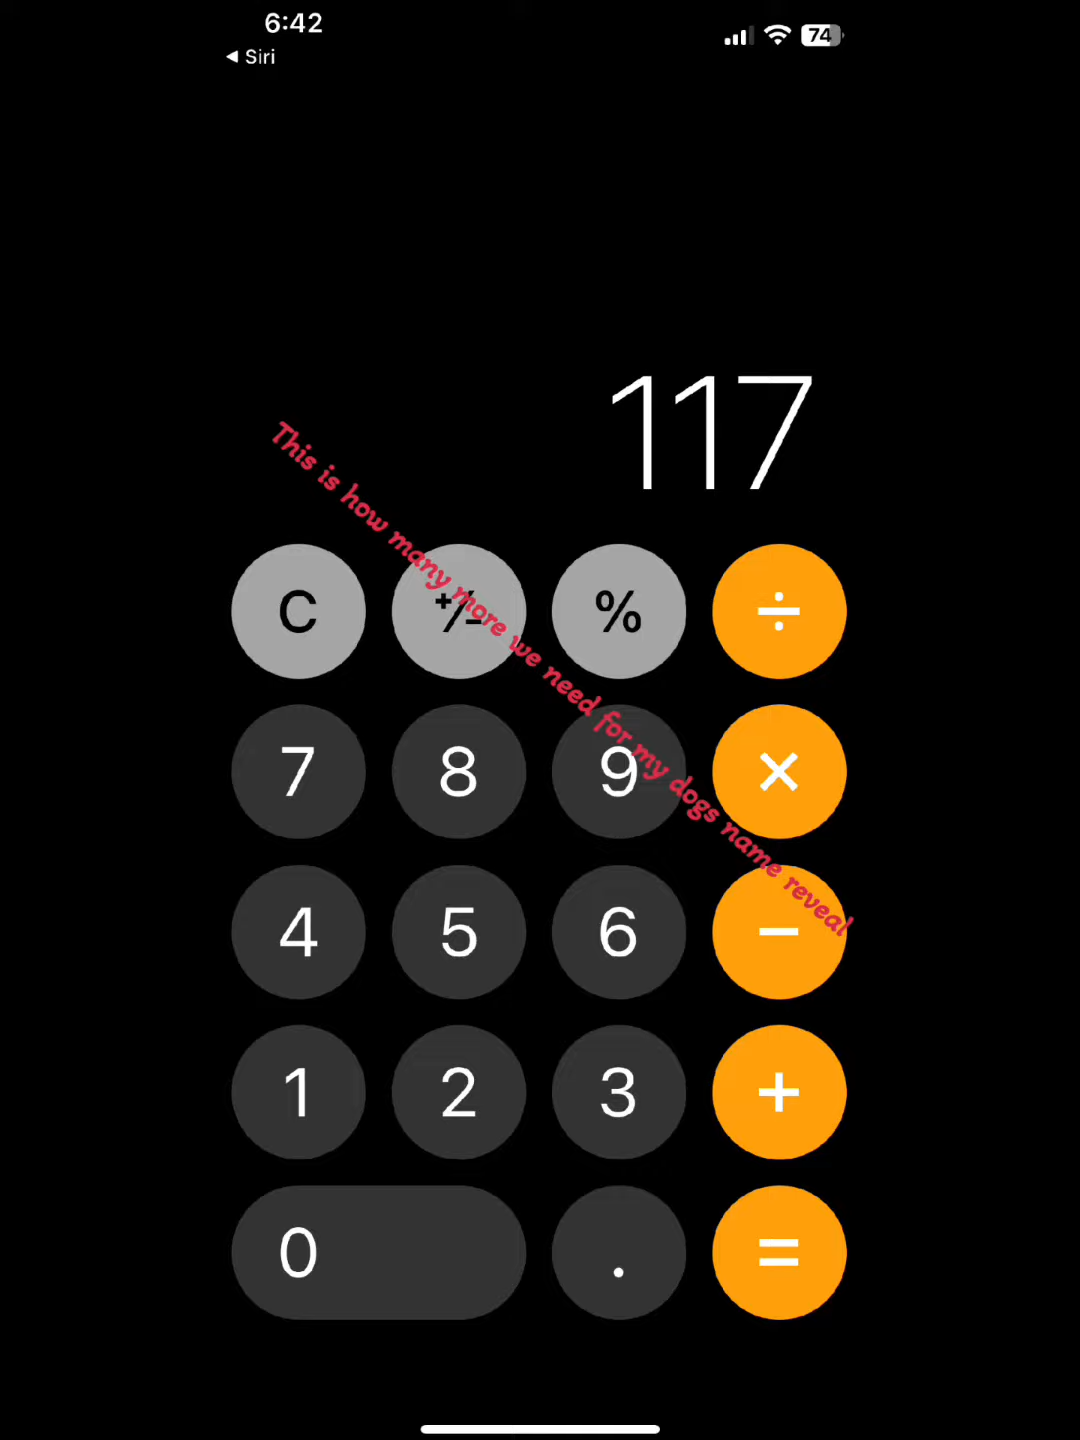 6:42
74
◀ Siri
117
This is how many more we need for my dogs name reveal
C +/- % ÷
7 8 9 ×
4 5 6 −
1 2 3 +
0 . =